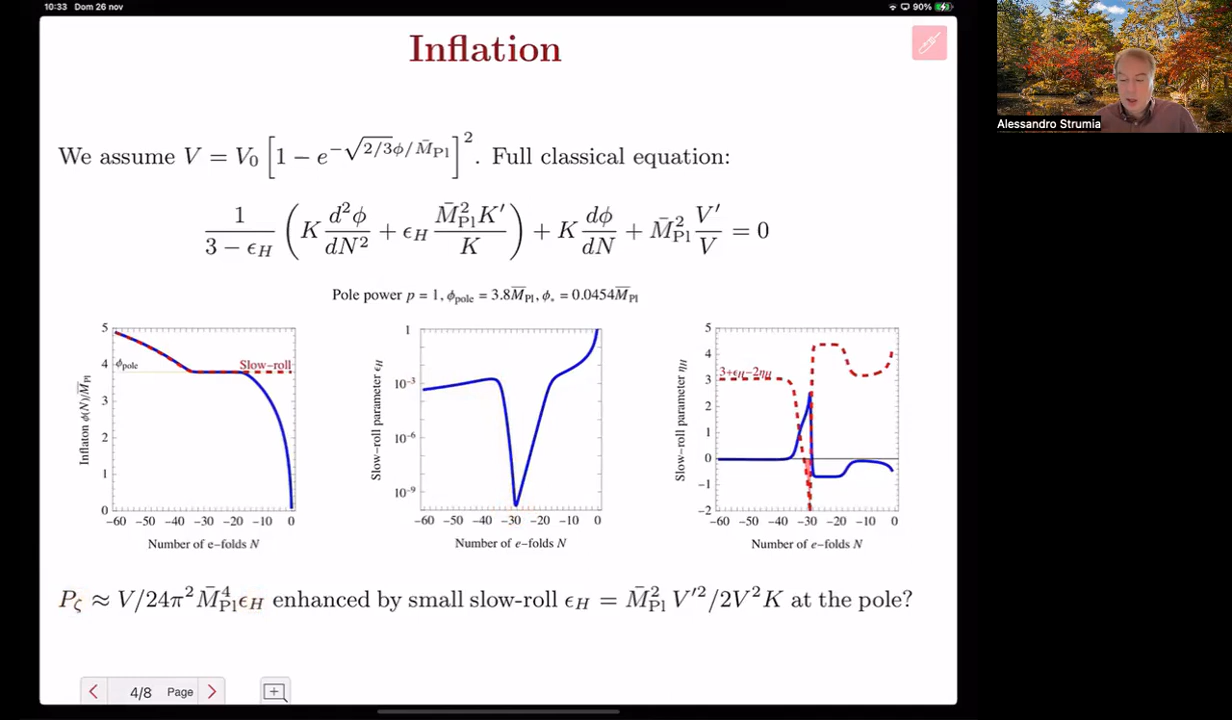 10:33 Dom 26 nov
90%
Inflation
We assume V = V₀ [1 − e^{−√(2/3)ϕ/M̄_Pl}]². Full classical equation:
1/(3 − ϵ_H) (K d²ϕ/dN² + ϵ_H M̄²_Pl K′/K) + K dϕ/dN + M̄²_Pl V′/V = 0
Pole power p = 1, ϕ_pole = 3.8M̄_Pl, ϕ_* = 0.0454M̄_Pl
Inflaton ϕ(N)/M̄_Pl
5
4
3
2
1
0
ϕ_pole
Slow-roll
−60 −50 −40 −30 −20 −10 0
Number of e-folds N
Slow-roll parameter ϵ_H
1
10⁻³
10⁻⁶
10⁻⁹
−60 −50 −40 −30 −20 −10 0
Number of e-folds N
Slow-roll parameter η_H
5
4
3
2
1
0
−1
−2
3+ϵ_H−2η_H
−60 −50 −40 −30 −20 −10 0
Number of e-folds N
P_ζ ≈ V/24π² M̄⁴_Pl ϵ_H enhanced by small slow-roll ϵ_H = M̄²_Pl V′²/2V²K at the pole?
4/8 Page
Alessandro Strumia